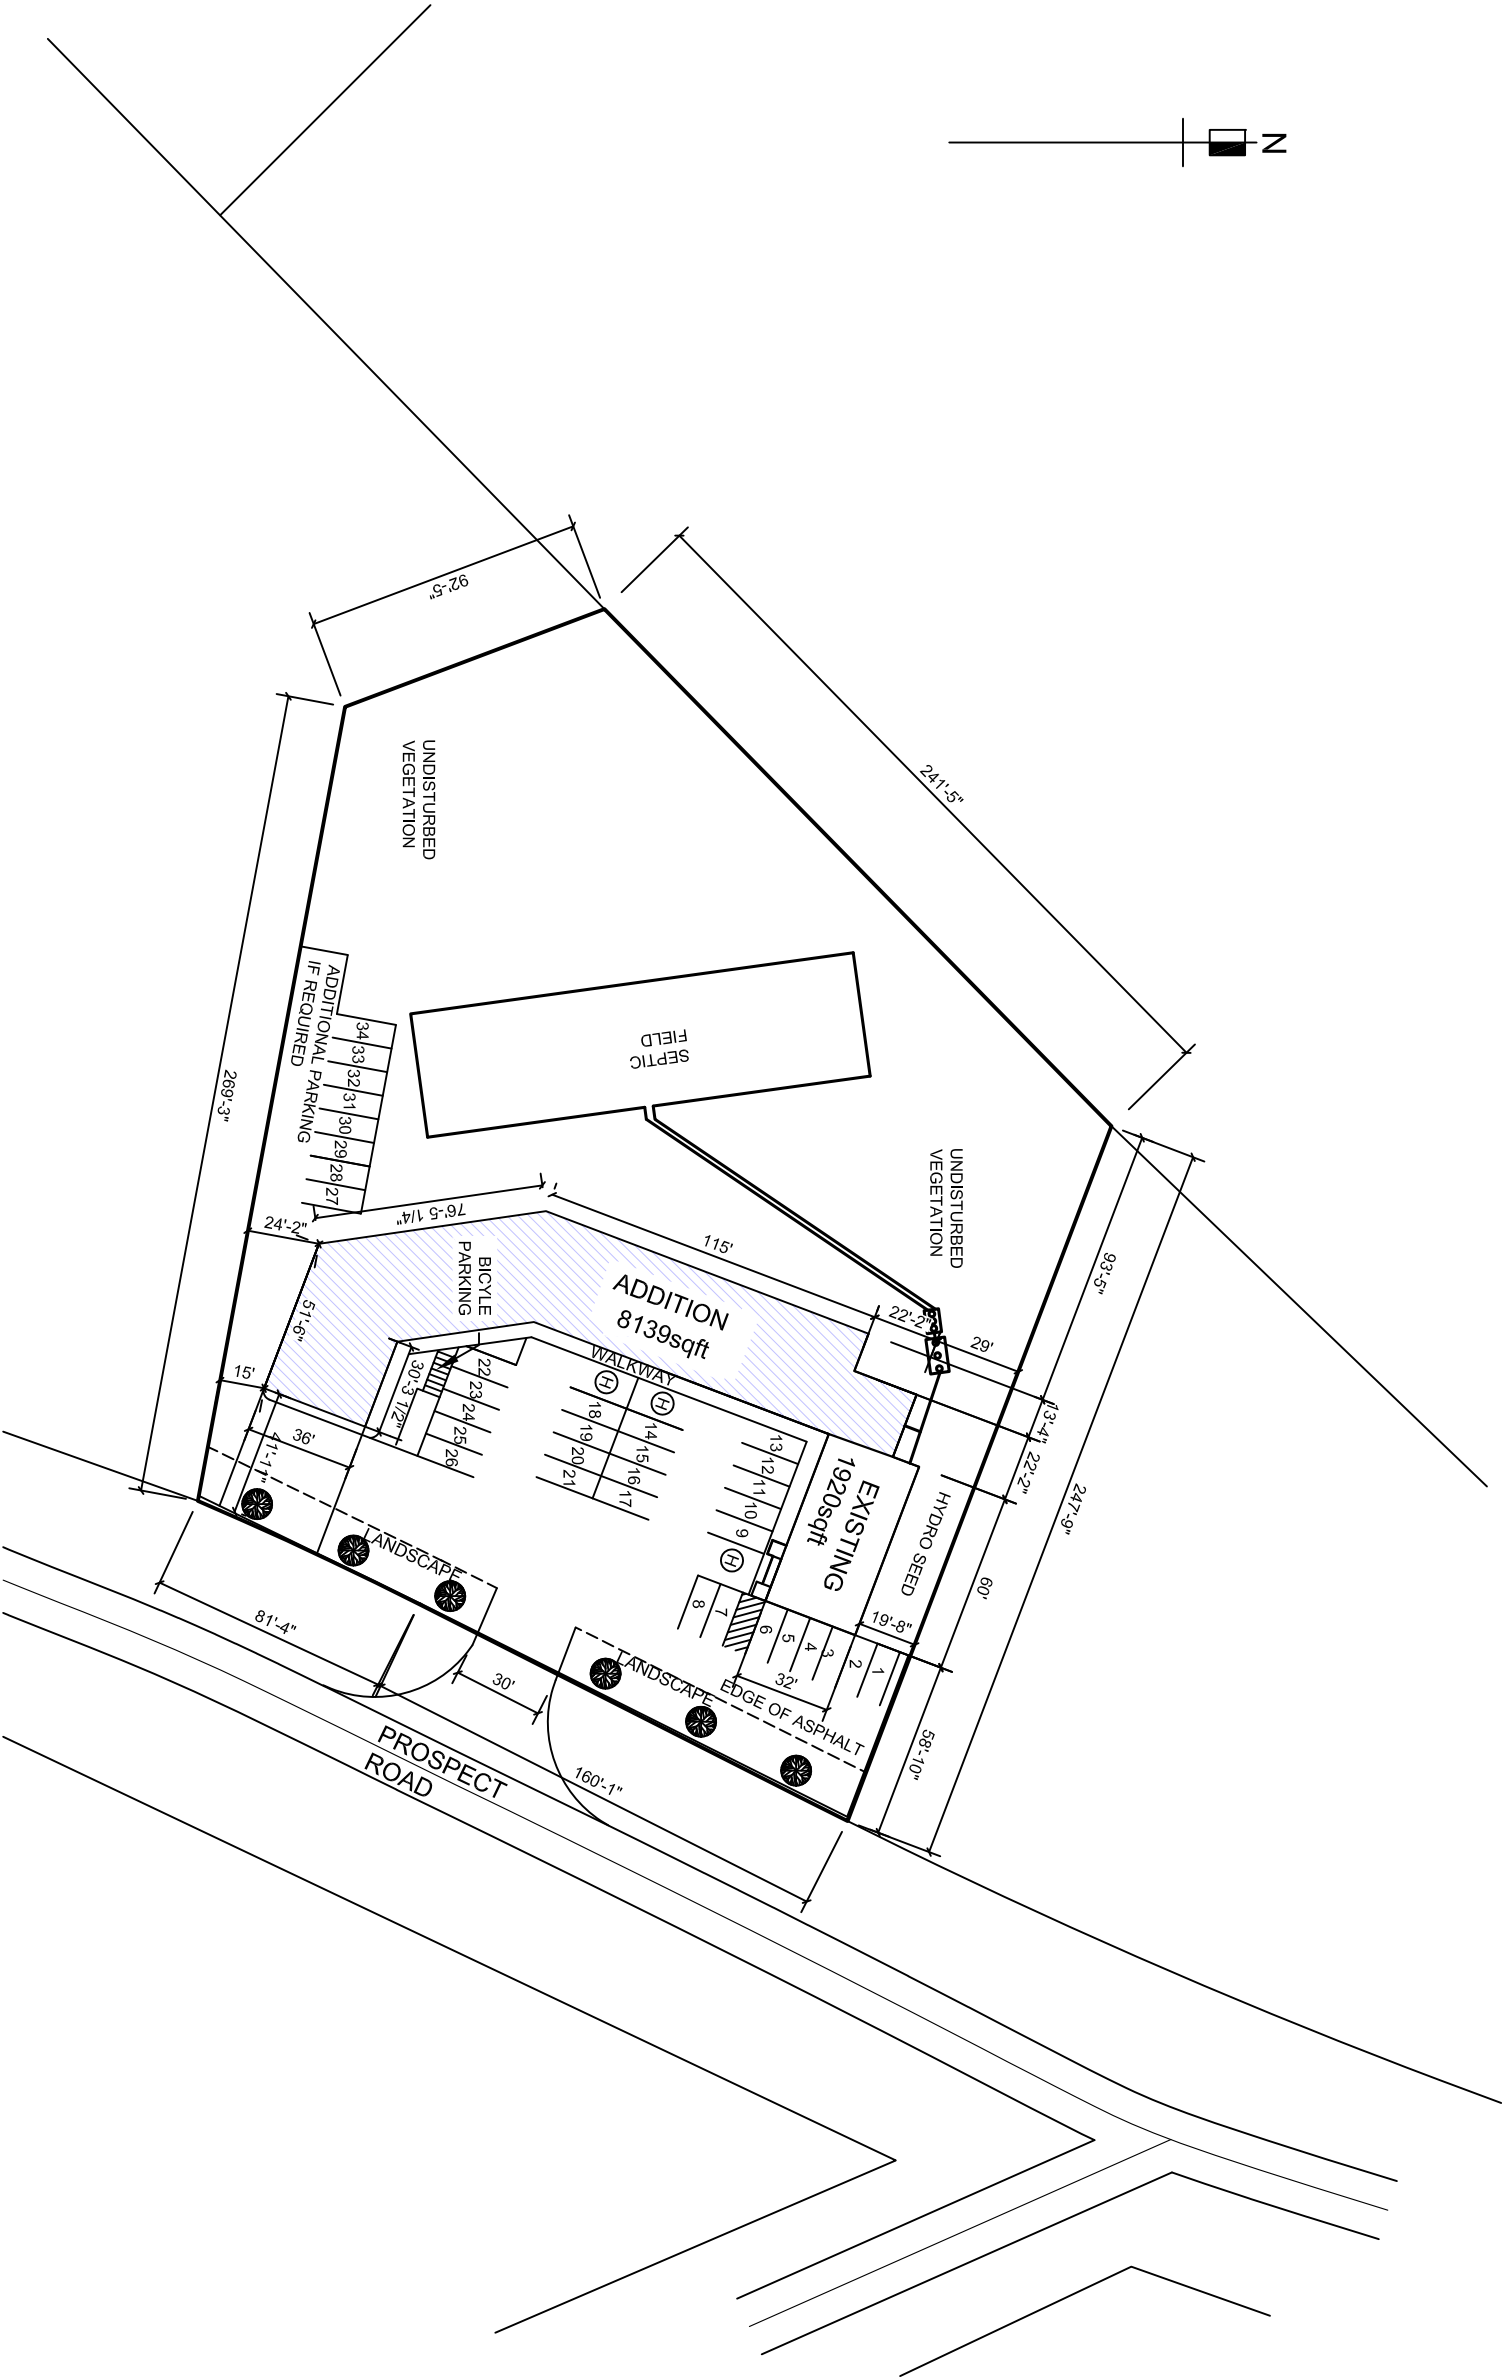 N
92'-5"
241'-5"
UNDISTURBED
VEGETATION
269'-3"
ADDITIONAL PARKING
IF REQUIRED
34
33
32
31
30
29
28
27
SEPTIC
FIELD
UNDISTURBED
VEGETATION
93'-5"
13'-4"
22'-2"
247'-9"
60'
58'-10"
24'-2"
76'-5 1/4"
115'
22'-2"
29'
BICYLE
PARKING
ADDITION
8139sqft
51'-6"
15'
36'
41'-11"
30'-3 1/2"
WALKWAY
H
H
22
23
24
25
26
18
19
20
21
14
15
16
17
13
12
11
10
9
H
EXISTING
1920sqft
HYDRO SEED
19'-8"
8
7
6
5
4
3
2
1
32'
LANDSCAPE
LANDSCAPE
EDGE OF ASPHALT
81'-4"
30'
160'-1"
PROSPECT
ROAD